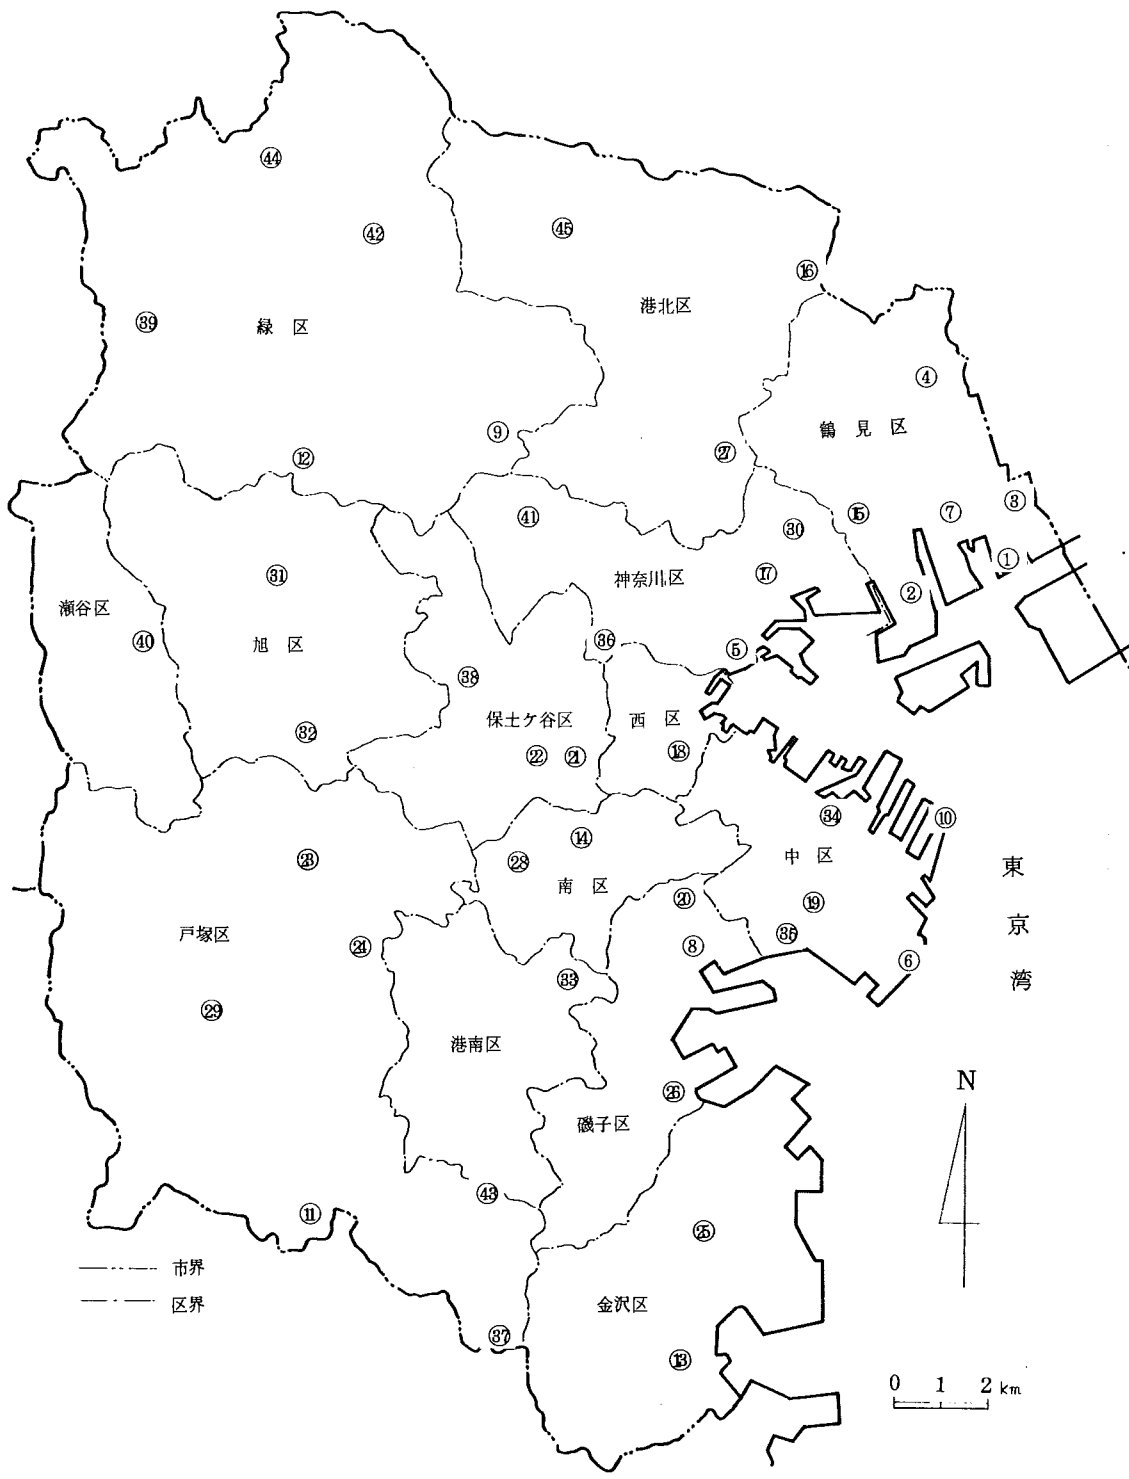 ㊹
㊷
㊺
⑯
港北区
㊴
緑 区
④
鶴 見 区
⑨
⑫
㉗
③
㊶
⑮
⑦
㉚
①
㉛
神奈川区
⑰
②
瀬谷区
㊵
旭 区
㊱
⑤
㊳
保土ケ谷区
西 区
㉜
㉒
㉑
⑱
㉞
⑩
⑭
㉓
㉘
中 区
南 区
東
京
湾
⑳
⑲
戸塚区
㉔
⑧
㉟
⑥
㉝
㉙
港南区
N
㉖
磯子区
㊸
⑪
㉕
市界
区界
金沢区
㊲
⑬
0 1 2 km